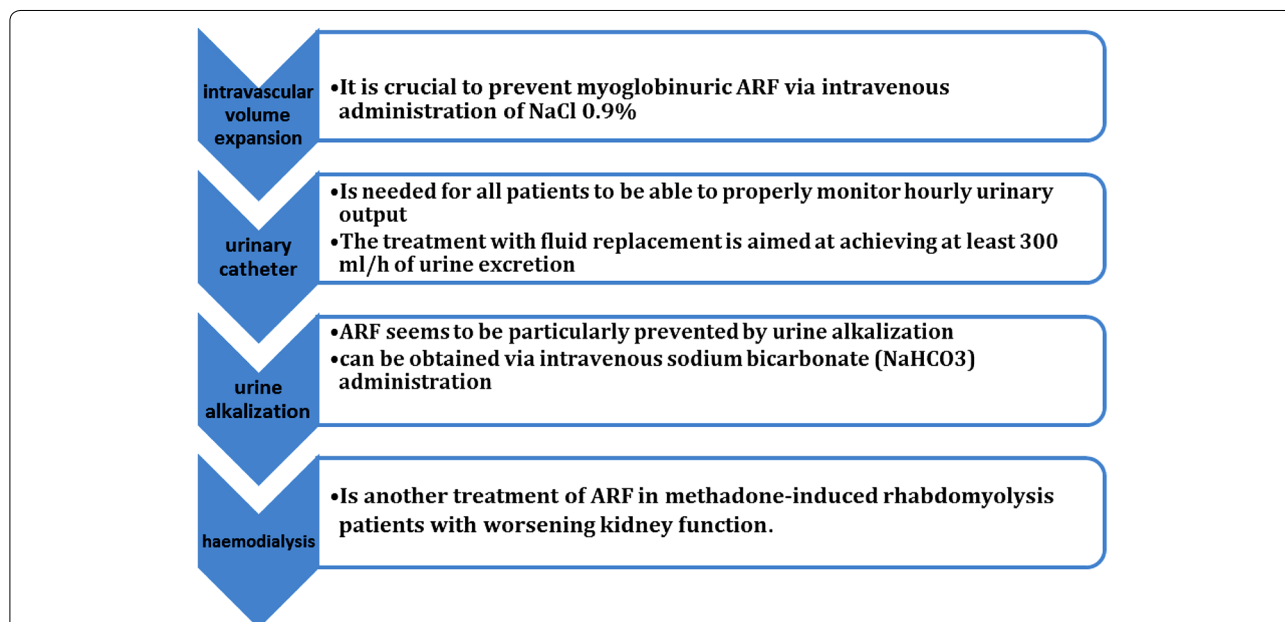 intravascular
volume
expansion
•It is crucial to prevent myoglobinuric ARF via intravenous
administration of NaCl 0.9%
urinary
catheter
•Is needed for all patients to be able to properly monitor hourly urinary
output
•The treatment with fluid replacement is aimed at achieving at least 300
ml/h of urine excretion
urine
alkalization
•ARF seems to be particularly prevented by urine alkalization
•can be obtained via intravenous sodium bicarbonate (NaHCO3)
administration
haemodialysis
•Is another treatment of ARF in methadone-induced rhabdomyolysis
patients with worsening kidney function.